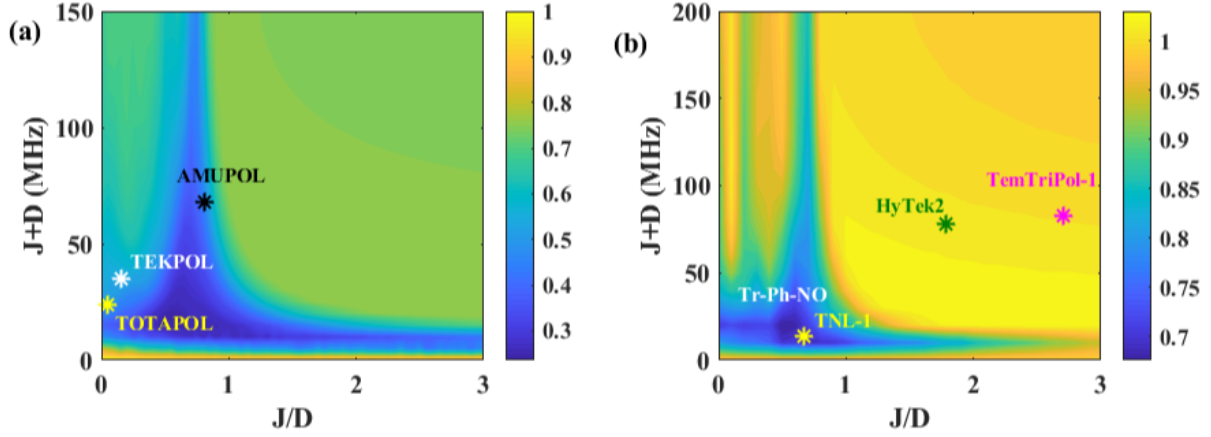 (a)
150
100
50
0
J+D (MHz)
AMUPOL
TEKPOL
TOTAPOL
0
1
2
3
J/D
1
0.9
0.8
0.7
0.6
0.5
0.4
0.3
(b)
200
150
100
50
0
J+D (MHz)
TemTriPol-1
HyTek2
Tr-Ph-NO
TNL-1
0
1
2
3
J/D
1
0.95
0.9
0.85
0.8
0.75
0.7